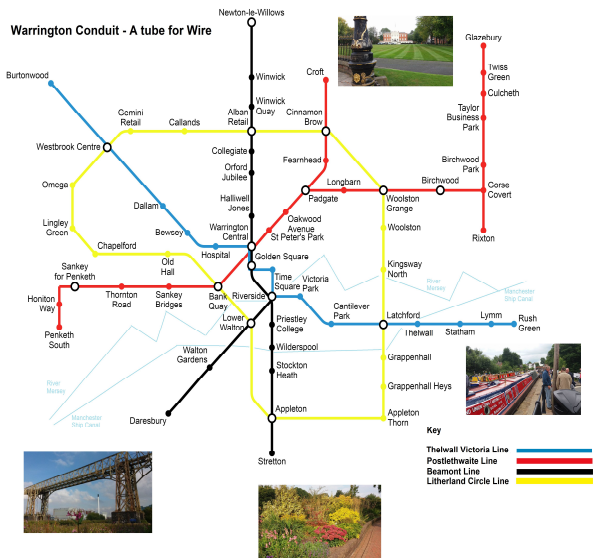 Warrington Conduit - A tube for Wire
Newton-le-Willows
Glazebury
Burtonwood
Winwick
Croft
Twiss
Green
Culcheth
Winwick
Quay
Gemini
Retail
Callands
Alban
Retail
Cinnamon
Brow
Taylor
Business
Park
Westbrook Centre
Collegiate
Fearnhead
Birchwood
Park
Orford
Jubilee
Omega
Longbarn
Birchwood
Padgate
Woolston
Grange
Gorse
Covert
Dallam
Halliwell
Jones
Oakwood
Avenue
Lingley
Green
Bewsey
Warrington
Central
St Peter's Park
Woolston
Rixton
Chapelford
Hospital
Golden Square
Old
Hall
Sankey
for Penketh
Time
Square
Victoria
Park
Kingsway
North
River
Mersey
Manchester
Ship Canal
Honiton
Way
Thornton
Road
Sankey
Bridges
Bank
Quay
Riverside
Cantilever
Park
Latchford
Lymm
Rush
Green
Penketh
South
Lower
Walton
Priestley
College
Thelwall
Statham
Walton
Gardens
Wilderspool
Grappenhall
Stockton
Heath
River
Mersey
Grappenhall Heys
Manchester
Ship Canal
Daresbury
Appleton
Appleton
Thorn
Stretton
Key
Thelwall Victoria Line
Postlethwaite Line
Beamont Line
Litherland Circle Line